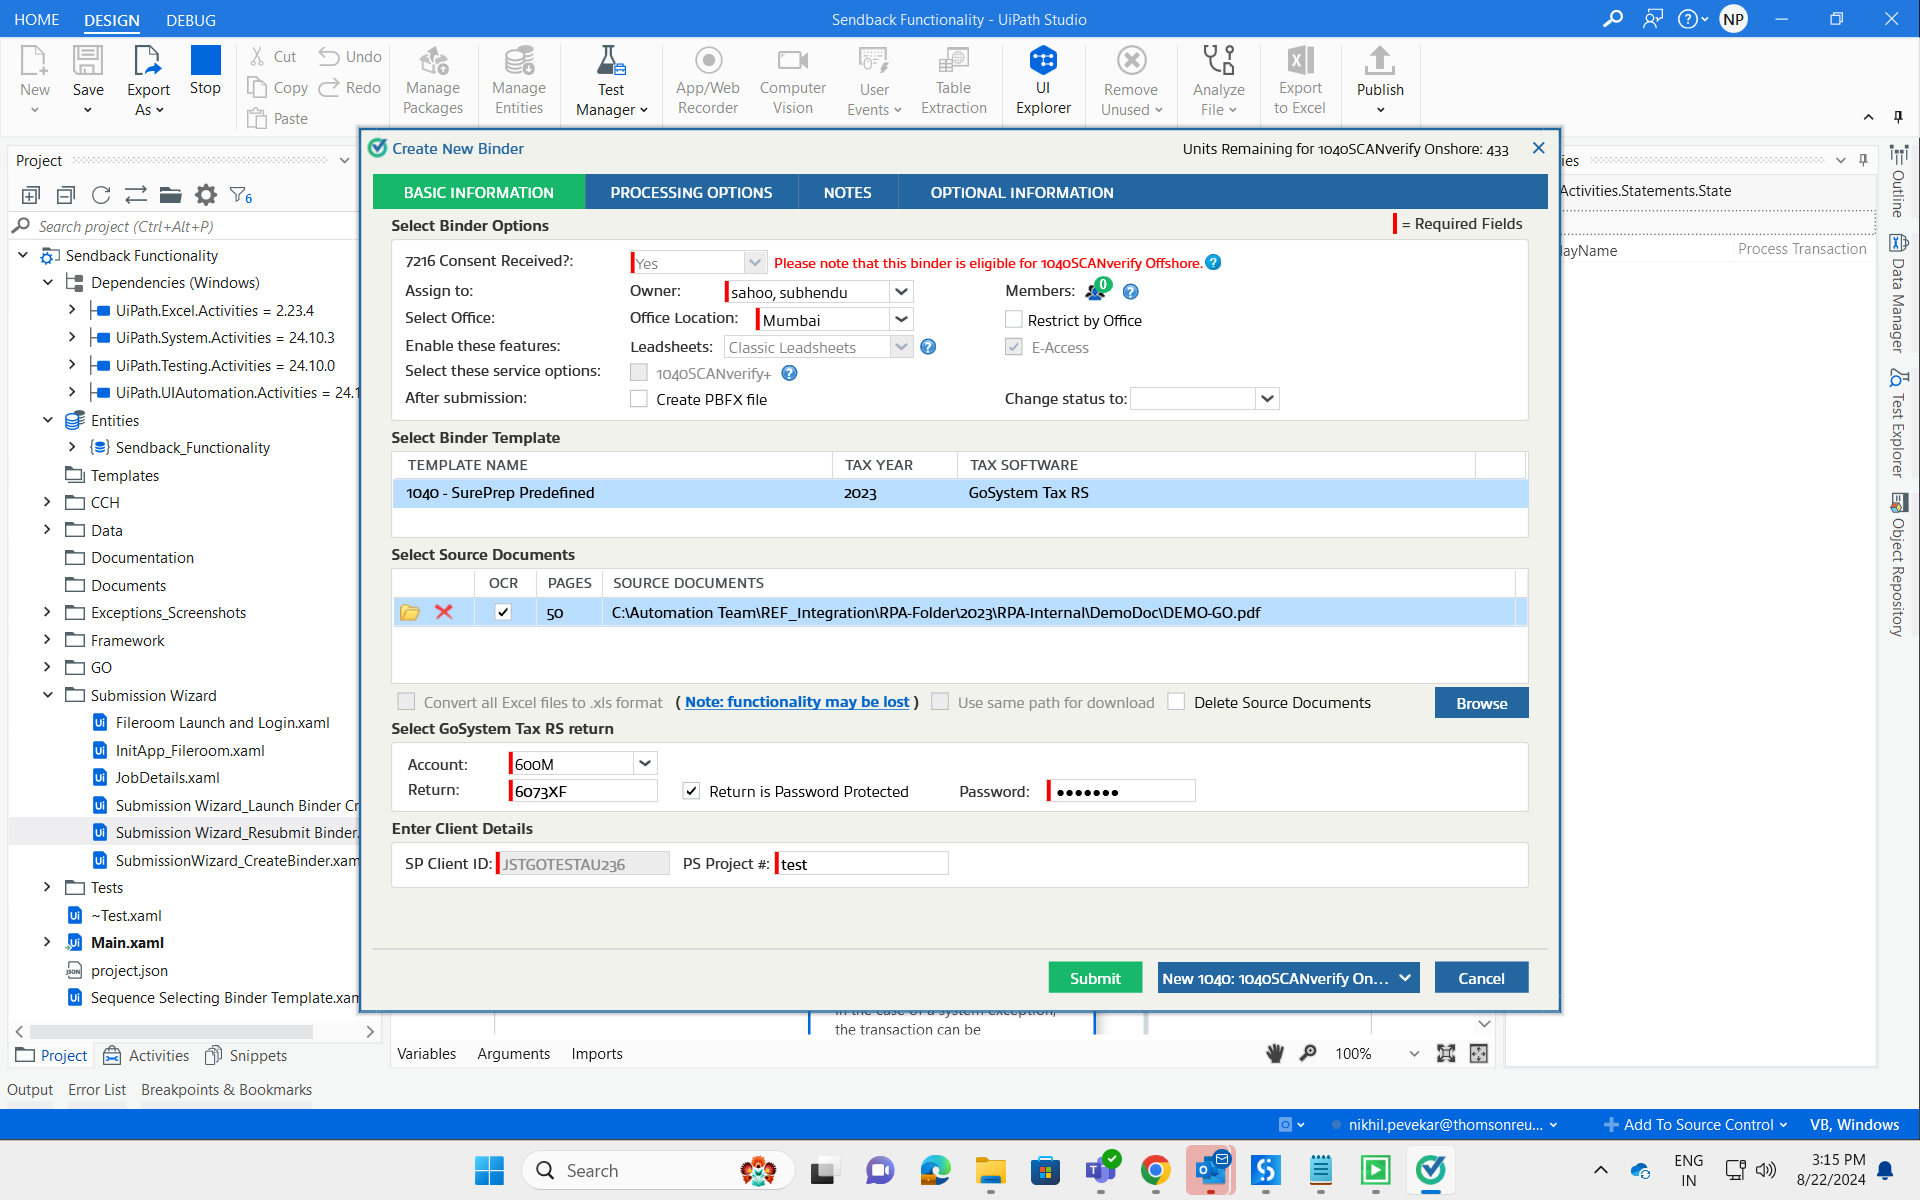 HOME DESIGN DEBUG
Sendback Functionality - UiPath Studio
NP
New
Save
Export As
Stop
Cut
Copy
Paste
Undo
Redo
Manage Packages
Manage Entities
Test Manager
App/Web Recorder
Computer Vision
User Events
Table Extraction
UI Explorer
Remove Unused
Analyze File
Export to Excel
Publish
Project
6
Search project (Ctrl+Alt+P)
Sendback Functionality
Dependencies (Windows)
UiPath.Excel.Activities = 2.23.4
UiPath.System.Activities = 24.10.3
UiPath.Testing.Activities = 24.10.0
UiPath.UIAutomation.Activities = 24.1
Entities
Sendback_Functionality
Templates
CCH
Data
Documentation
Documents
Exceptions_Screenshots
Framework
GO
Submission Wizard
Fileroom Launch and Login.xaml
InitApp_Fileroom.xaml
JobDetails.xaml
Submission Wizard_Launch Binder Cr
Submission Wizard_Resubmit Binder.
SubmissionWizard_CreateBinder.xam
Tests
~Test.xaml
Main.xaml
project.json
Sequence Selecting Binder Template.xam
Project Activities Snippets
Output Error List Breakpoints & Bookmarks
Create New Binder
Units Remaining for 1040SCANverify Onshore: 433
BASIC INFORMATION PROCESSING OPTIONS NOTES OPTIONAL INFORMATION
Select Binder Options
= Required Fields
7216 Consent Received?: Yes Please note that this binder is eligible for 1040SCANverify Offshore. ?
Assign to: Owner: sahoo, subhendu Members: 0 ?
Select Office: Office Location: Mumbai Restrict by Office
Enable these features: Leadsheets: Classic Leadsheets ? E-Access
Select these service options: 1040SCANverify+ ?
After submission: Create PBFX file Change status to:
Select Binder Template
TEMPLATE NAME TAX YEAR TAX SOFTWARE
1040 - SurePrep Predefined 2023 GoSystem Tax RS
Select Source Documents
OCR PAGES SOURCE DOCUMENTS
50 C:\Automation Team\REF_Integration\RPA-Folder\2023\RPA-Internal\DemoDoc\DEMO-GO.pdf
Convert all Excel files to .xls format ( Note: functionality may be lost ) Use same path for download Delete Source Documents Browse
Select GoSystem Tax RS return
Account: 600M
Return: 6073XF Return is Password Protected Password: ●●●●●●●
Enter Client Details
SP Client ID: JSTGOTESTAU236 PS Project #: test
Submit New 1040: 1040SCANverify On... Cancel
in the case of a system exception,
the transaction can be
Variables Arguments Imports
100%
ies
Activities.Statements.State
layName Process Transaction
Outline
Data Manager
Test Explorer
Object Repository
nikhil.pevekar@thomsonreu... Add To Source Control VB, Windows
Search
ENG
IN
3:15 PM
8/22/2024